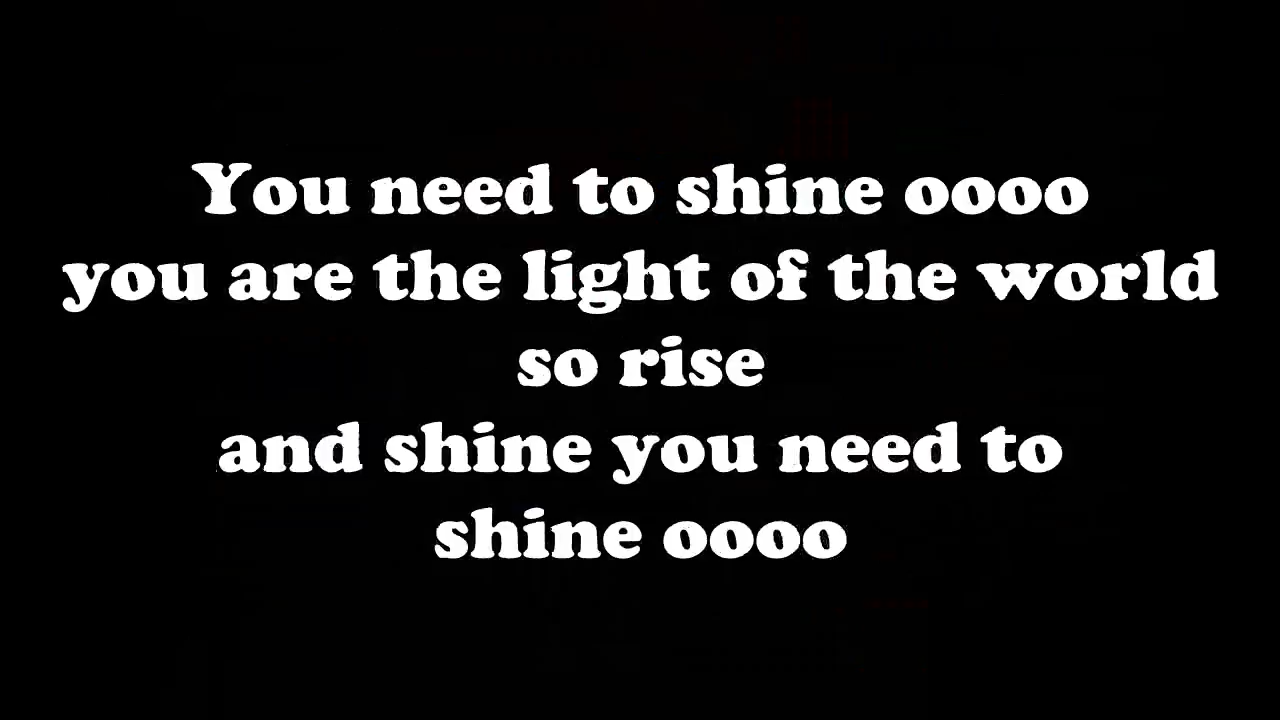 You need to shine oooo
you are the light of the world
so rise
and shine you need to
shine oooo